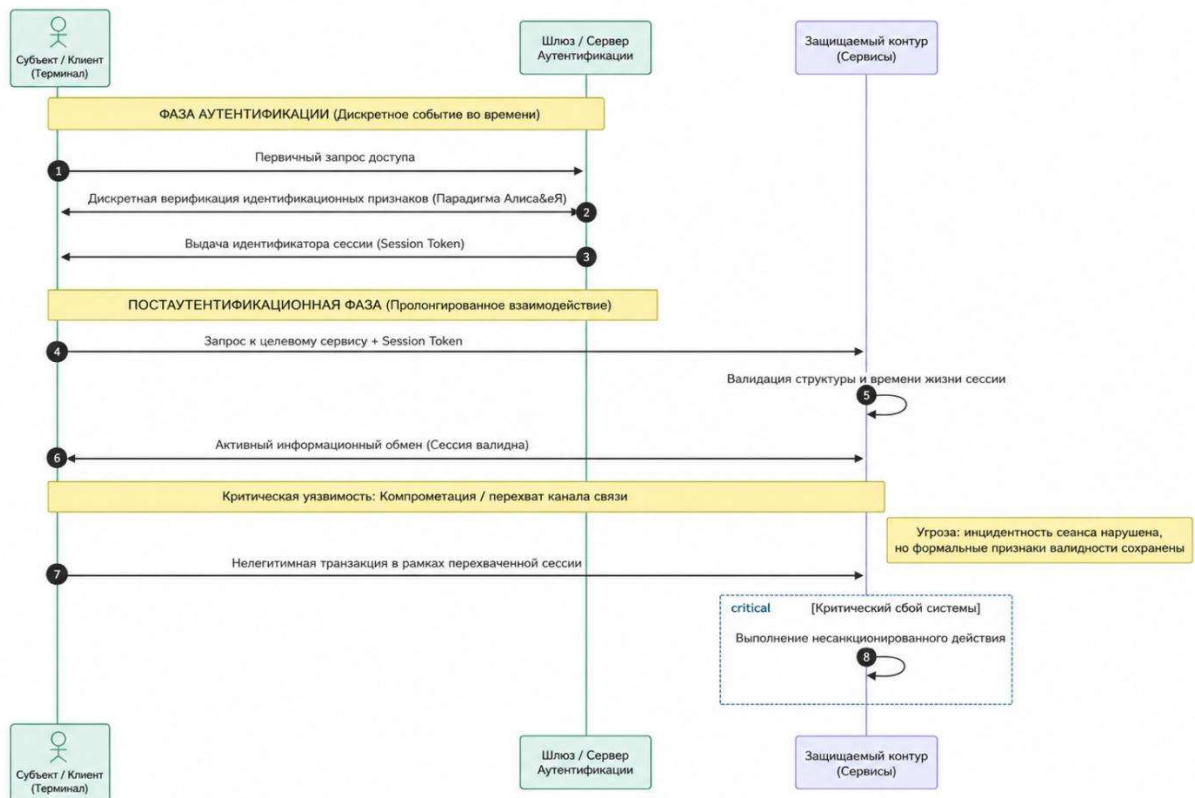 Субъект / Клиент
(Терминал)
Шлюз / Сервер
Аутентификации
Защищаемый контур
(Сервисы)
ФАЗА АУТЕНТИФИКАЦИИ (Дискретное событие во времени)
Первичный запрос доступа
1
Дискретная верификация идентификационных признаков (Парадигма Алиса&еЯ)
2
Выдача идентификатора сессии (Session Token)
3
ПОСТАУТЕНТИФИКАЦИОННАЯ ФАЗА (Пролонгированное взаимодействие)
Запрос к целевому сервису + Session Token
4
Валидация структуры и времени жизни сессии
5
Активный информационный обмен (Сессия валидна)
6
Критическая уязвимость: Компрометация / перехват канала связи
Угроза: инцидентность сеанса нарушена,
но формальные признаки валидности сохранены
Нелегитимная транзакция в рамках перехваченной сессии
7
critical [Критический сбой системы]
Выполнение несанкционированного действия
8
Субъект / Клиент
(Терминал)
Шлюз / Сервер
Аутентификации
Защищаемый контур
(Сервисы)